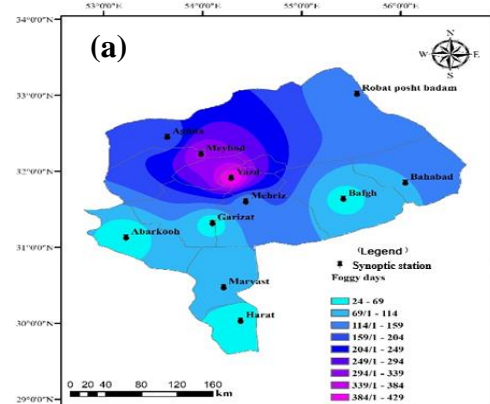 53°0'0"E 54°0'0"E 55°0'0"E 56°0'0"E
(a)
N
W E
S
34°0'0"N
33°0'0"N
32°0'0"N
31°0'0"N
30°0'0"N
29°0'0"N
Robat posht badam
Aghda
Meybod
Yazd
Mehriz
Bafgh
Bahabad
Garizat
Abarkooh
Marvast
Harat
(Legend)
Synoptic station
Foggy days
24 - 69
69/1 - 114
114/1 - 159
159/1 - 204
204/1 - 249
249/1 - 294
294/1 - 339
339/1 - 384
384/1 - 429
0 20 40 80 120 160
km